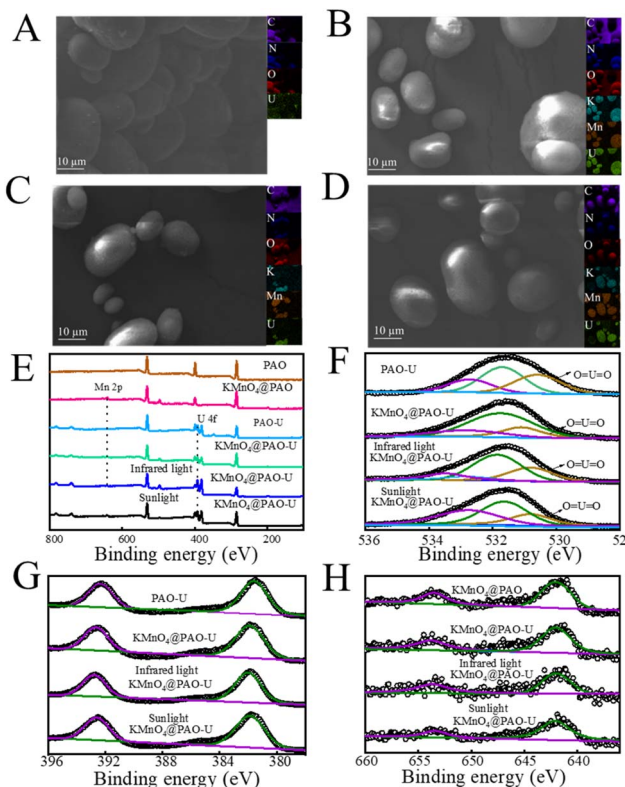 A
C
N
O
U
10 µm
B
C
N
O
K
Mn
U
10 µm
C
C
N
O
K
Mn
U
10 µm
D
C
N
O
K
Mn
U
10 µm
E
PAO
Mn 2p
KMnO₄@PAO
PAO-U
U 4f
KMnO₄@PAO-U
Infrared light
KMnO₄@PAO-U
Sunlight
KMnO₄@PAO-U
800 600 400 200
Binding energy (eV)
F
PAO-U
O=U=O
KMnO₄@PAO-U
O=U=O
Infrared light
KMnO₄@PAO-U
O=U=O
Sunlight
KMnO₄@PAO-U
O=U=O
536 534 532 530 52
Binding energy (eV)
G
PAO-U
KMnO₄@PAO-U
Infrared light
KMnO₄@PAO-U
Sunlight
KMnO₄@PAO-U
396 392 388 384 380
Binding energy (eV)
H
KMnO₄@PAO
KMnO₄@PAO-U
Infrared light
KMnO₄@PAO-U
Sunlight
KMnO₄@PAO-U
660 655 650 645 640
Binding energy (eV)